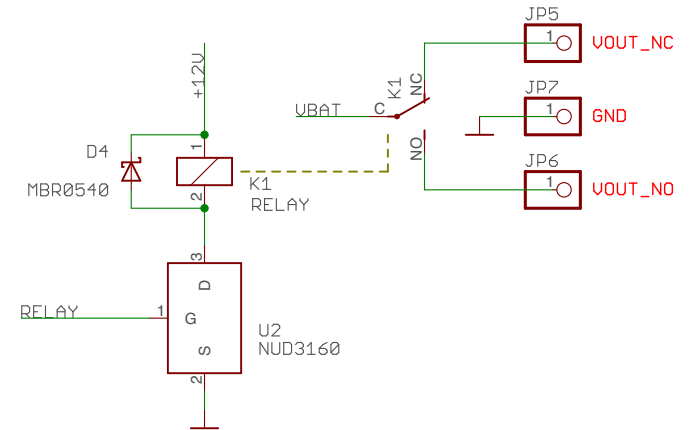 JP5
1
VOUT_NC
+12V
K1
NC
JP7
1
GND
VBAT
C
1
D4
NO
JP6
1
VOUT_NO
MBR0540
K1
2
RELAY
3
D
RELAY
1
G
U2
S
NUD3160
2